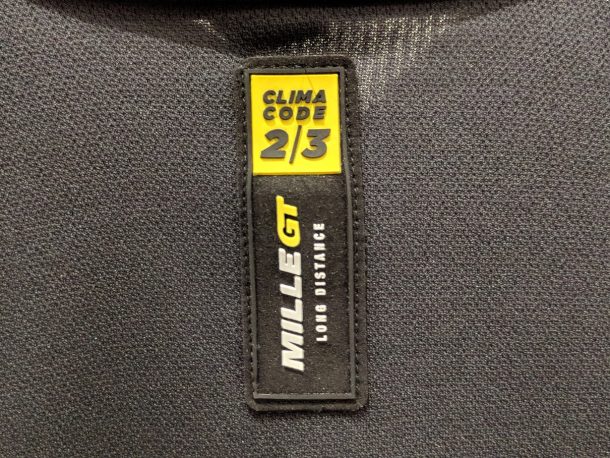 CLIMA
CODE
2/3
MILLE GT
LONG DISTANCE